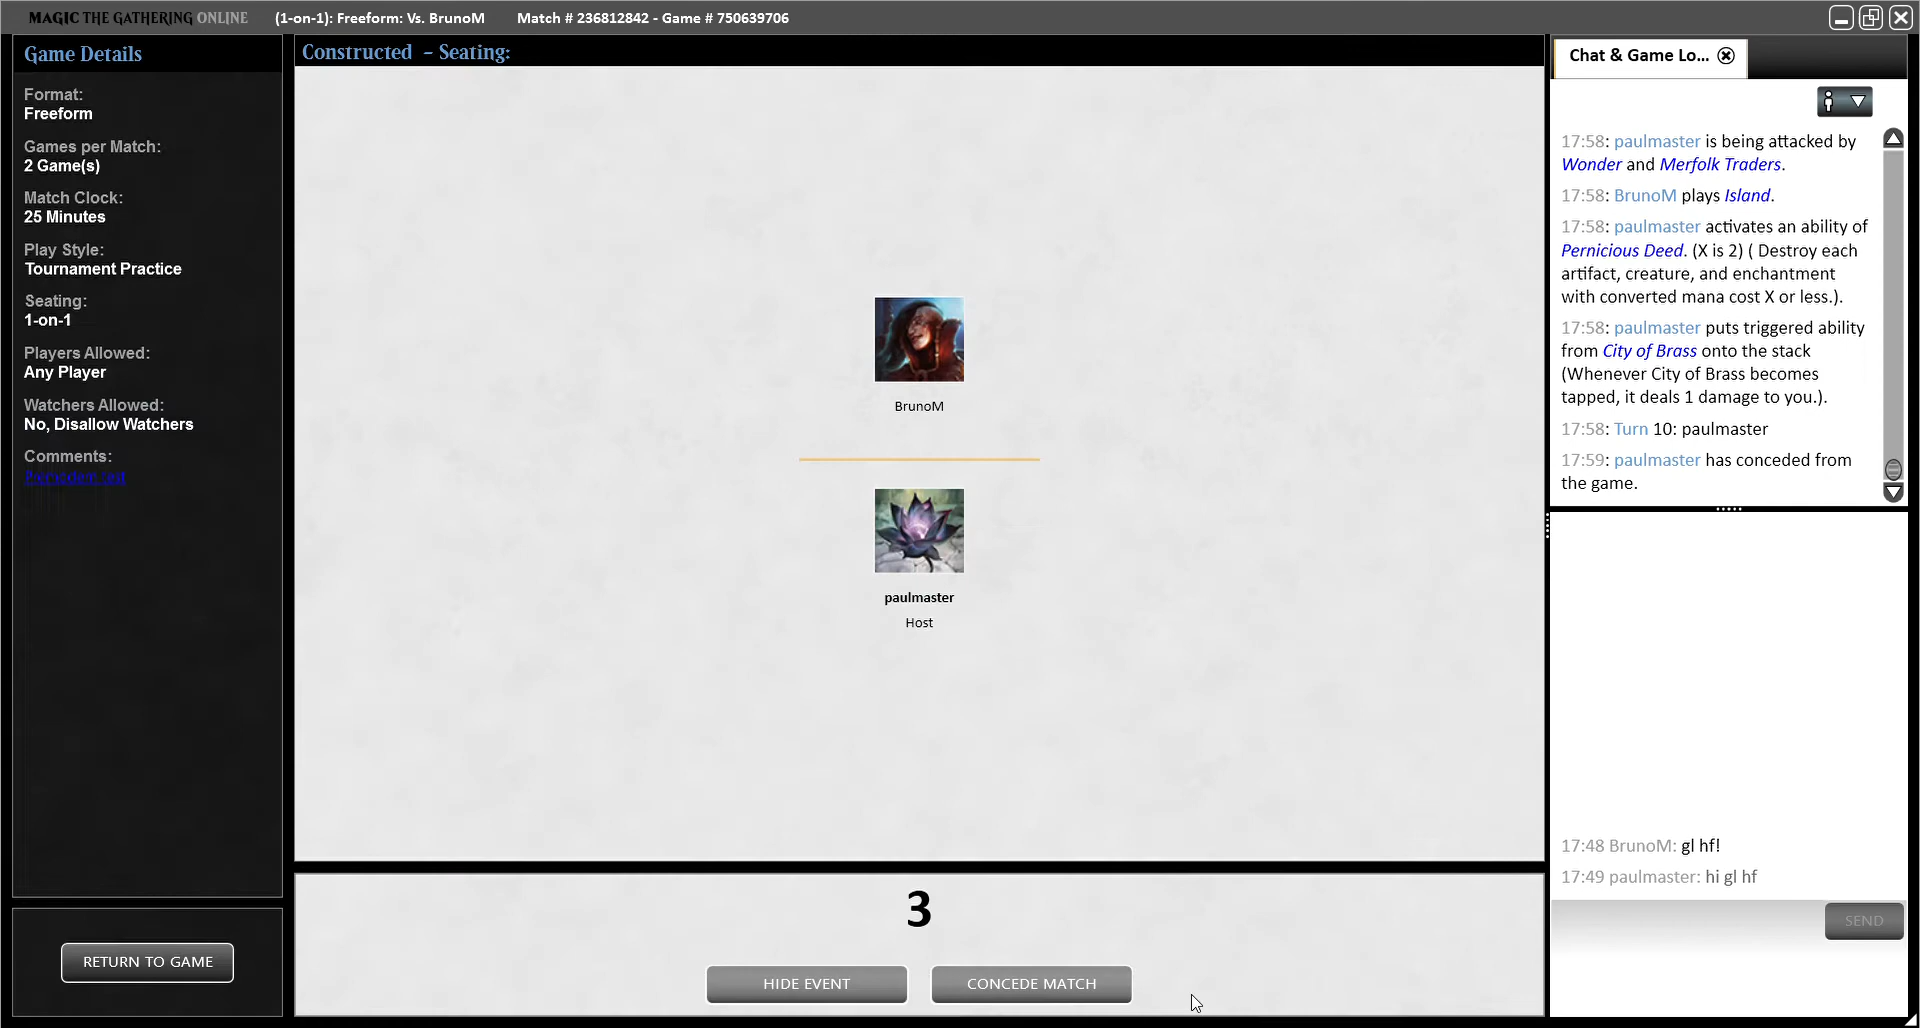 MAGIC THE GATHERING ONLINE
(1-on-1): Freeform: Vs. BrunoM
Match # 236812842 - Game # 750639706
Game Details
Format:
Freeform
Games per Match:
2 Game(s)
Match Clock:
25 Minutes
Play Style:
Tournament Practice
Seating:
1-on-1
Players Allowed:
Any Player
Watchers Allowed:
No, Disallow Watchers
Comments:
RETURN TO GAME
Constructed - Seating:
BrunoM
paulmaster
Host
3
HIDE EVENT
CONCEDE MATCH
Chat & Game Lo...
17:58: paulmaster is being attacked by
Wonder and Merfolk Traders.
17:58: BrunoM plays Island.
17:58: paulmaster activates an ability of
Pernicious Deed. (X is 2) ( Destroy each
artifact, creature, and enchantment
with converted mana cost X or less.).
17:58: paulmaster puts triggered ability
from City of Brass onto the stack
(Whenever City of Brass becomes
tapped, it deals 1 damage to you.).
17:58: Turn 10: paulmaster
17:59: paulmaster has conceded from
the game.
17:48 BrunoM: gl hf!
17:49 paulmaster: hi gl hf
SEND